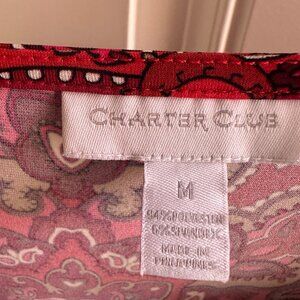 CHARTER CLUB
M
94% POLYESTER
6% SPANDEX
MADE IN
PHILIPPINES